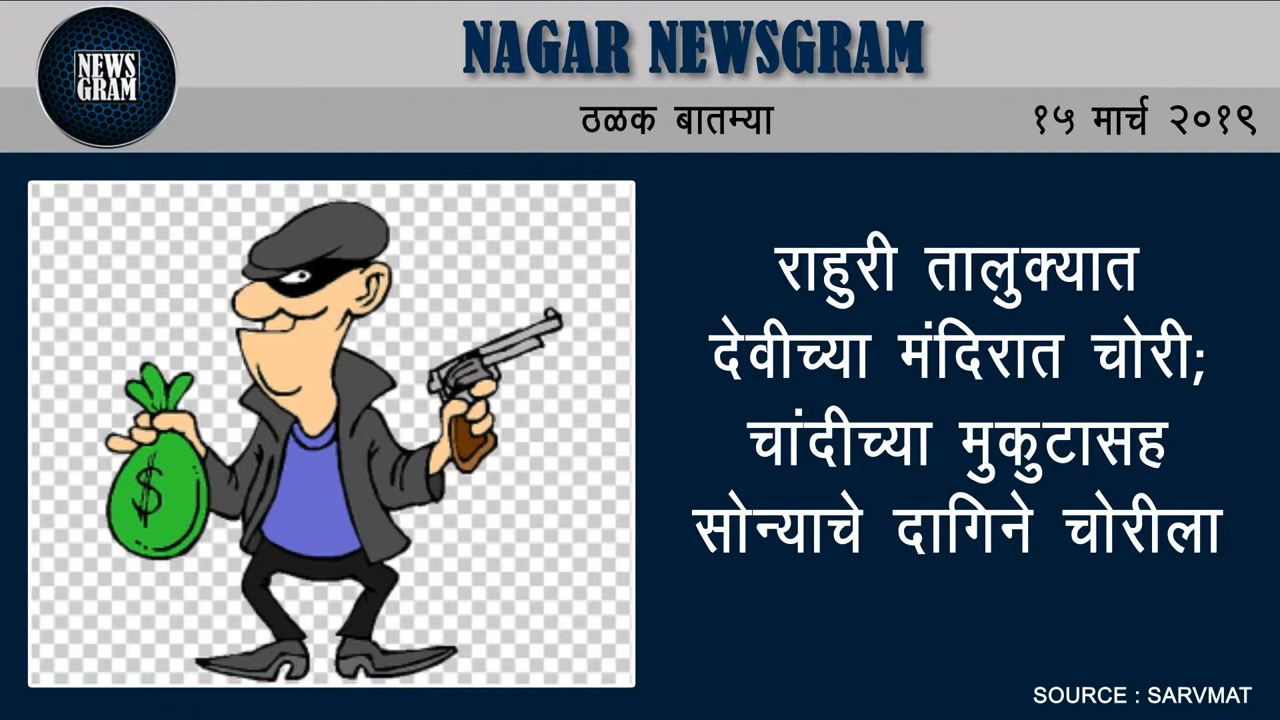 NEWS
GRAM
NAGAR NEWSGRAM
ठळक बातम्या
१५ मार्च २०१९
राहुरी तालुक्यात
देवीच्या मंदिरात चोरी;
चांदीच्या मुकुटासह
सोन्याचे दागिने चोरीला
$
SOURCE : SARVMAT